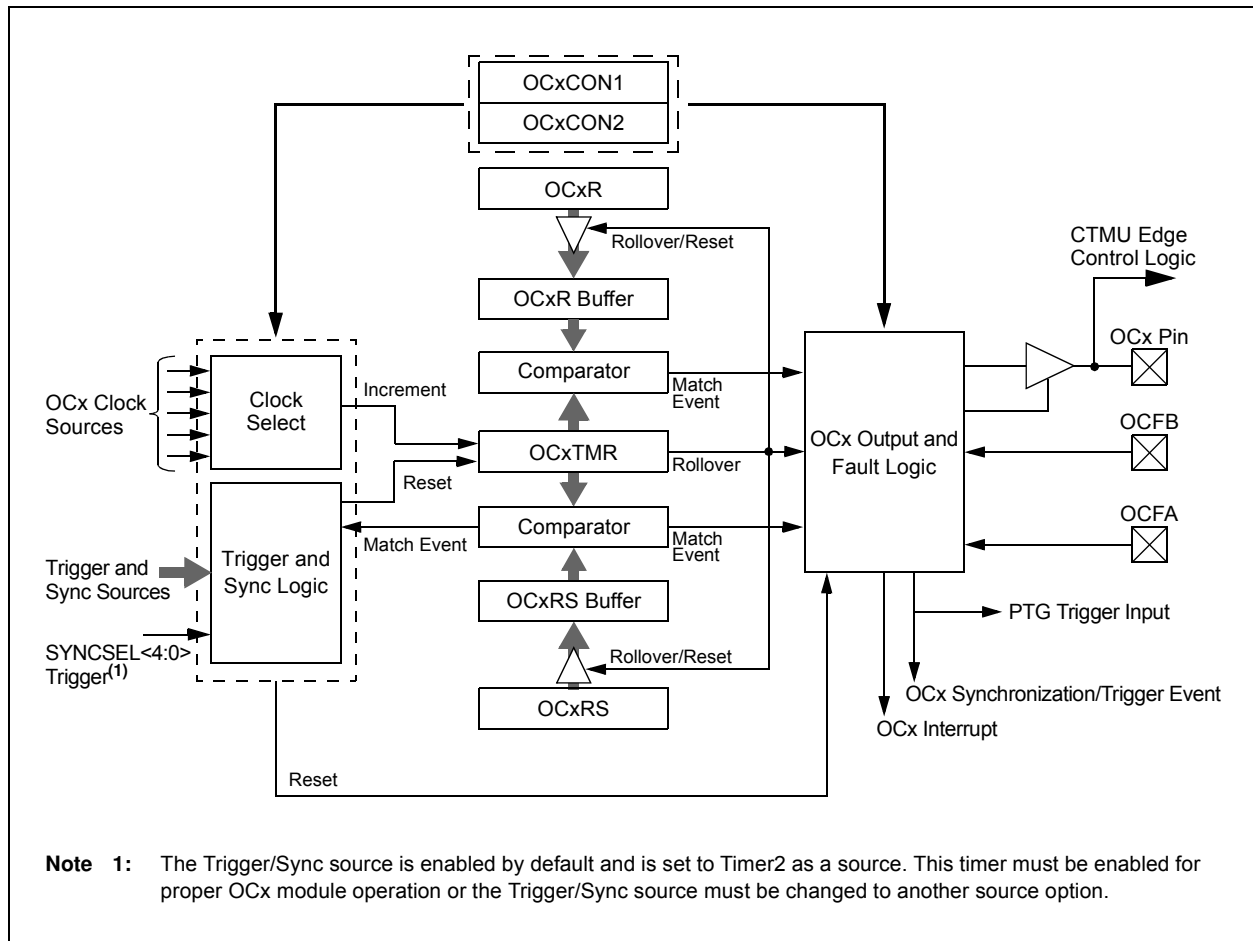 OCxCON1
OCxCON2
OCxR
Rollover/Reset
CTMU Edge
Control Logic
OCxR Buffer
OCx Pin
Comparator
Match
Event
Increment
OCx Clock
Sources
Clock
Select
OCxTMR
Rollover
OCx Output and
Fault Logic
OCFB
Reset
Comparator
Match Event
Match
Event
OCFA
Trigger and
Sync Sources
Trigger and
Sync Logic
OCxRS Buffer
PTG Trigger Input
SYNCSEL<4:0>
Trigger(1)
Rollover/Reset
OCxRS
OCx Synchronization/Trigger Event
OCx Interrupt
Reset
Note 1: The Trigger/Sync source is enabled by default and is set to Timer2 as a source. This timer must be enabled for
proper OCx module operation or the Trigger/Sync source must be changed to another source option.